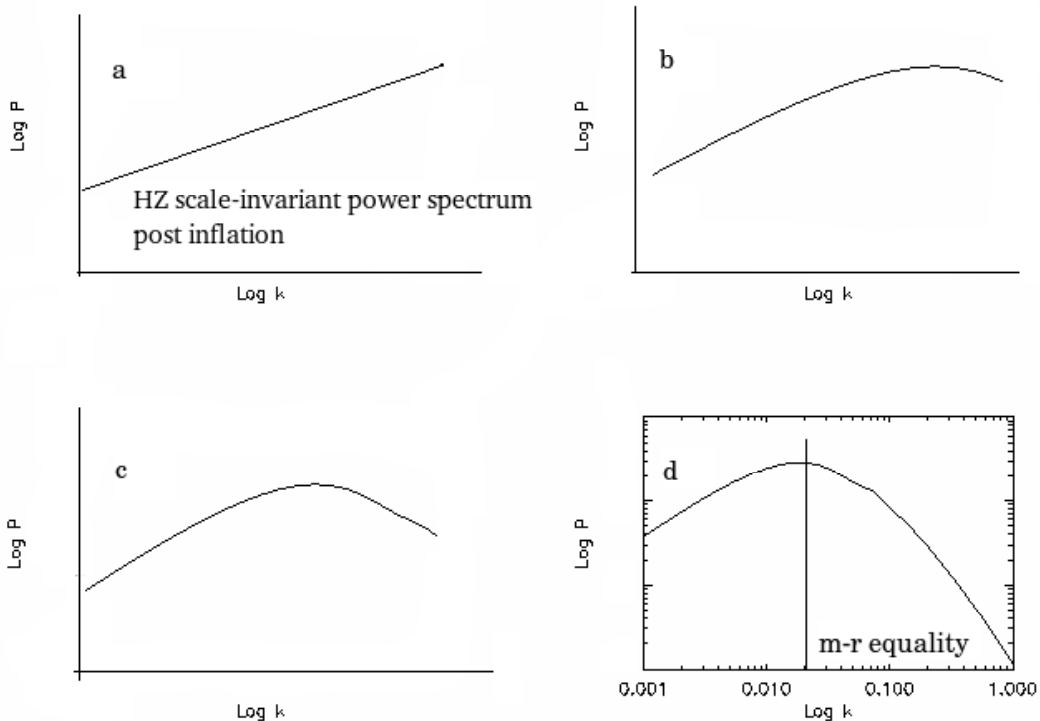 a
Log P
HZ scale-invariant power spectrum
post inflation
Log k
b
Log P
Log k
c
Log P
Log k
d
Log P
m-r equality
0.001 0.010 0.100 1.000
Log k